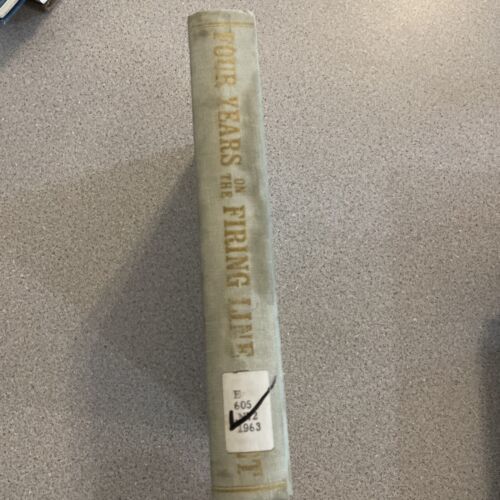 FOUR YEARS ON THE FIRING LINE
E
605
1963